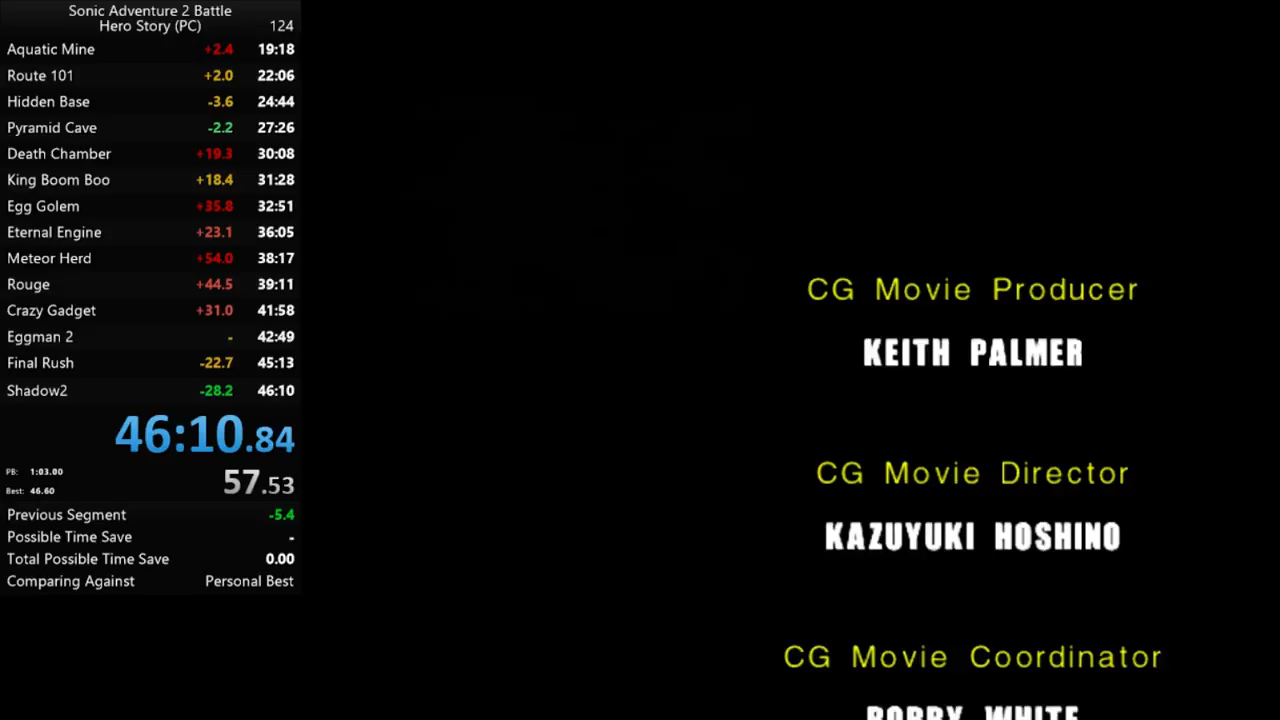 Sonic Adventure 2 Battle
Hero Story (PC) 124
Aquatic Mine +2.4 19:18
Route 101 +2.0 22:06
Hidden Base -3.6 24:44
Pyramid Cave -2.2 27:26
Death Chamber +19.3 30:08
King Boom Boo +18.4 31:28
Egg Golem +35.8 32:51
Eternal Engine +23.1 36:05
Meteor Herd +54.0 38:17
Rouge +44.5 39:11
Crazy Gadget +31.0 41:58
Eggman 2 - 42:49
Final Rush -22.7 45:13
Shadow2 -28.2 46:10
46:10.84
PB: 1:03.00
Best: 46.60
57.53
Previous Segment -5.4
Possible Time Save -
Total Possible Time Save 0.00
Comparing Against Personal Best
CG Movie Producer
KEITH PALMER
CG Movie Director
KAZUYUKI HOSHINO
CG Movie Coordinator
BOBBY WHITE